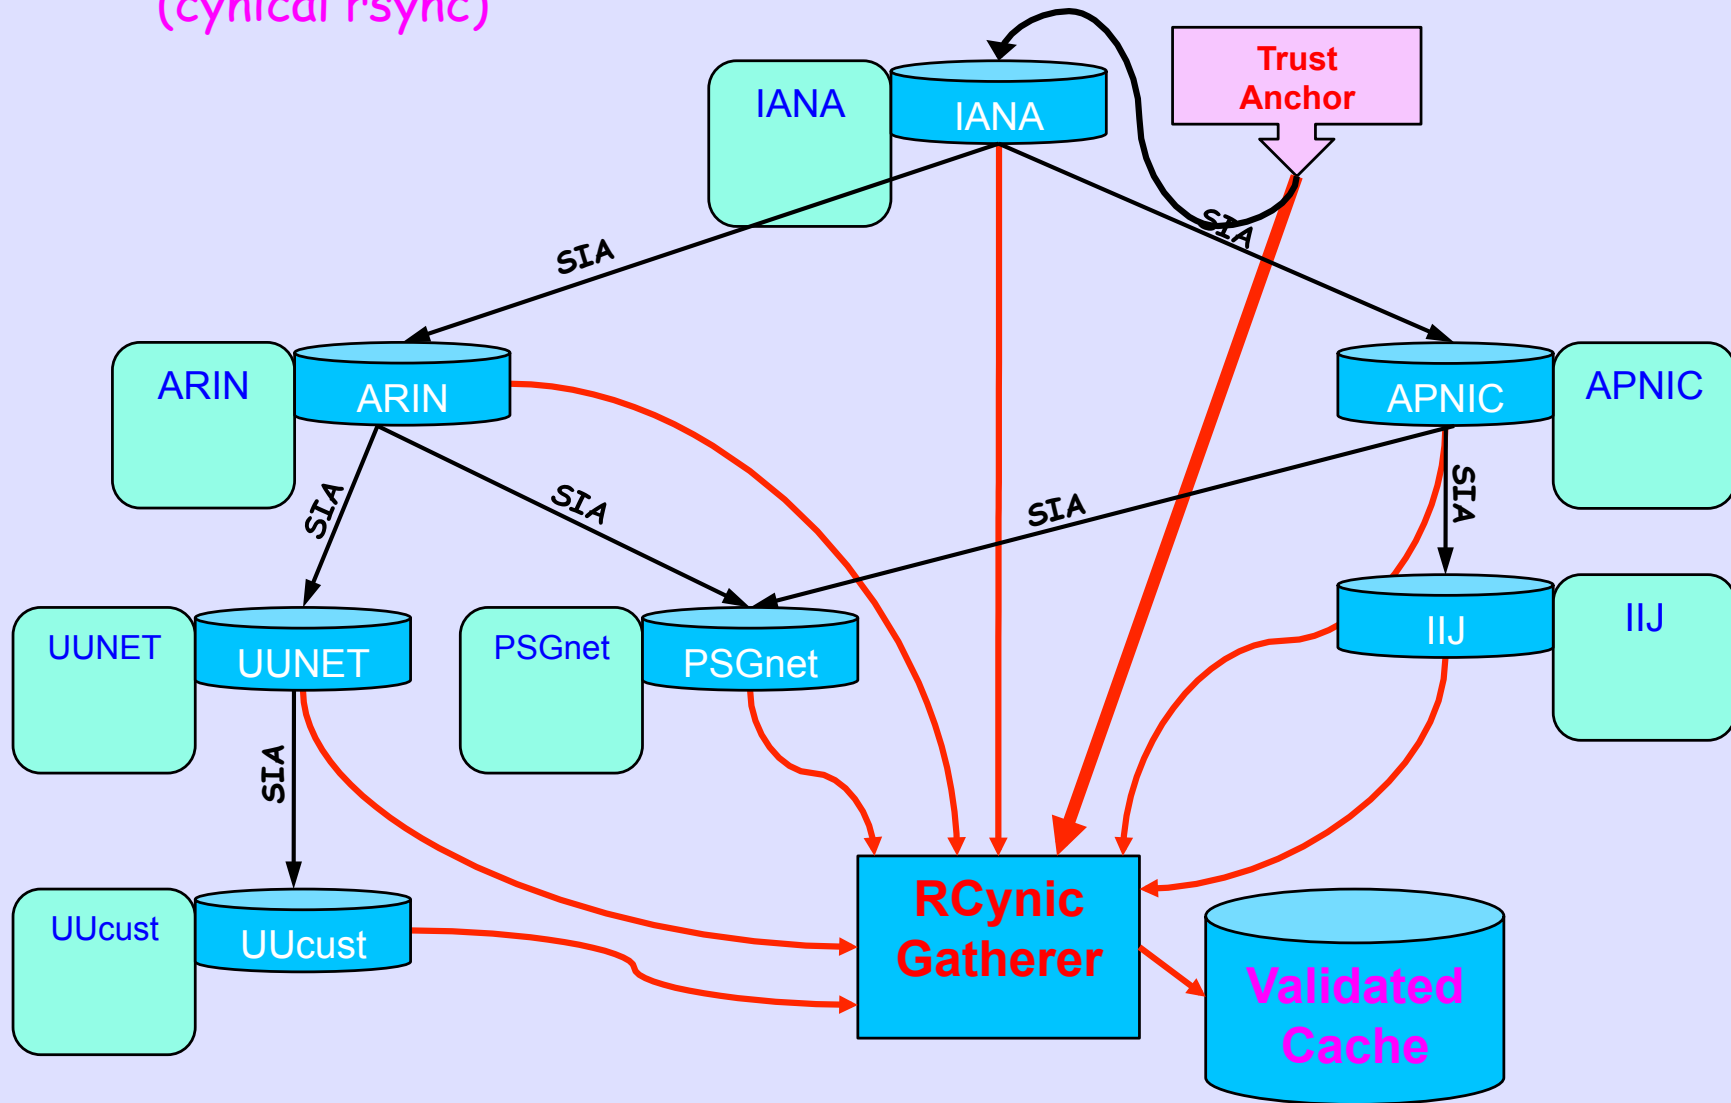 (cynical rsync)
Trust
Anchor
IANA
IANA
SIA
SIA
ARIN
ARIN
APNIC
APNIC
SIA
SIA
SIA
SIA
UUNET
UUNET
PSGnet
PSGnet
IIJ
IIJ
SIA
UUcust
UUcust
RCynic
Gatherer
Validated
Cache